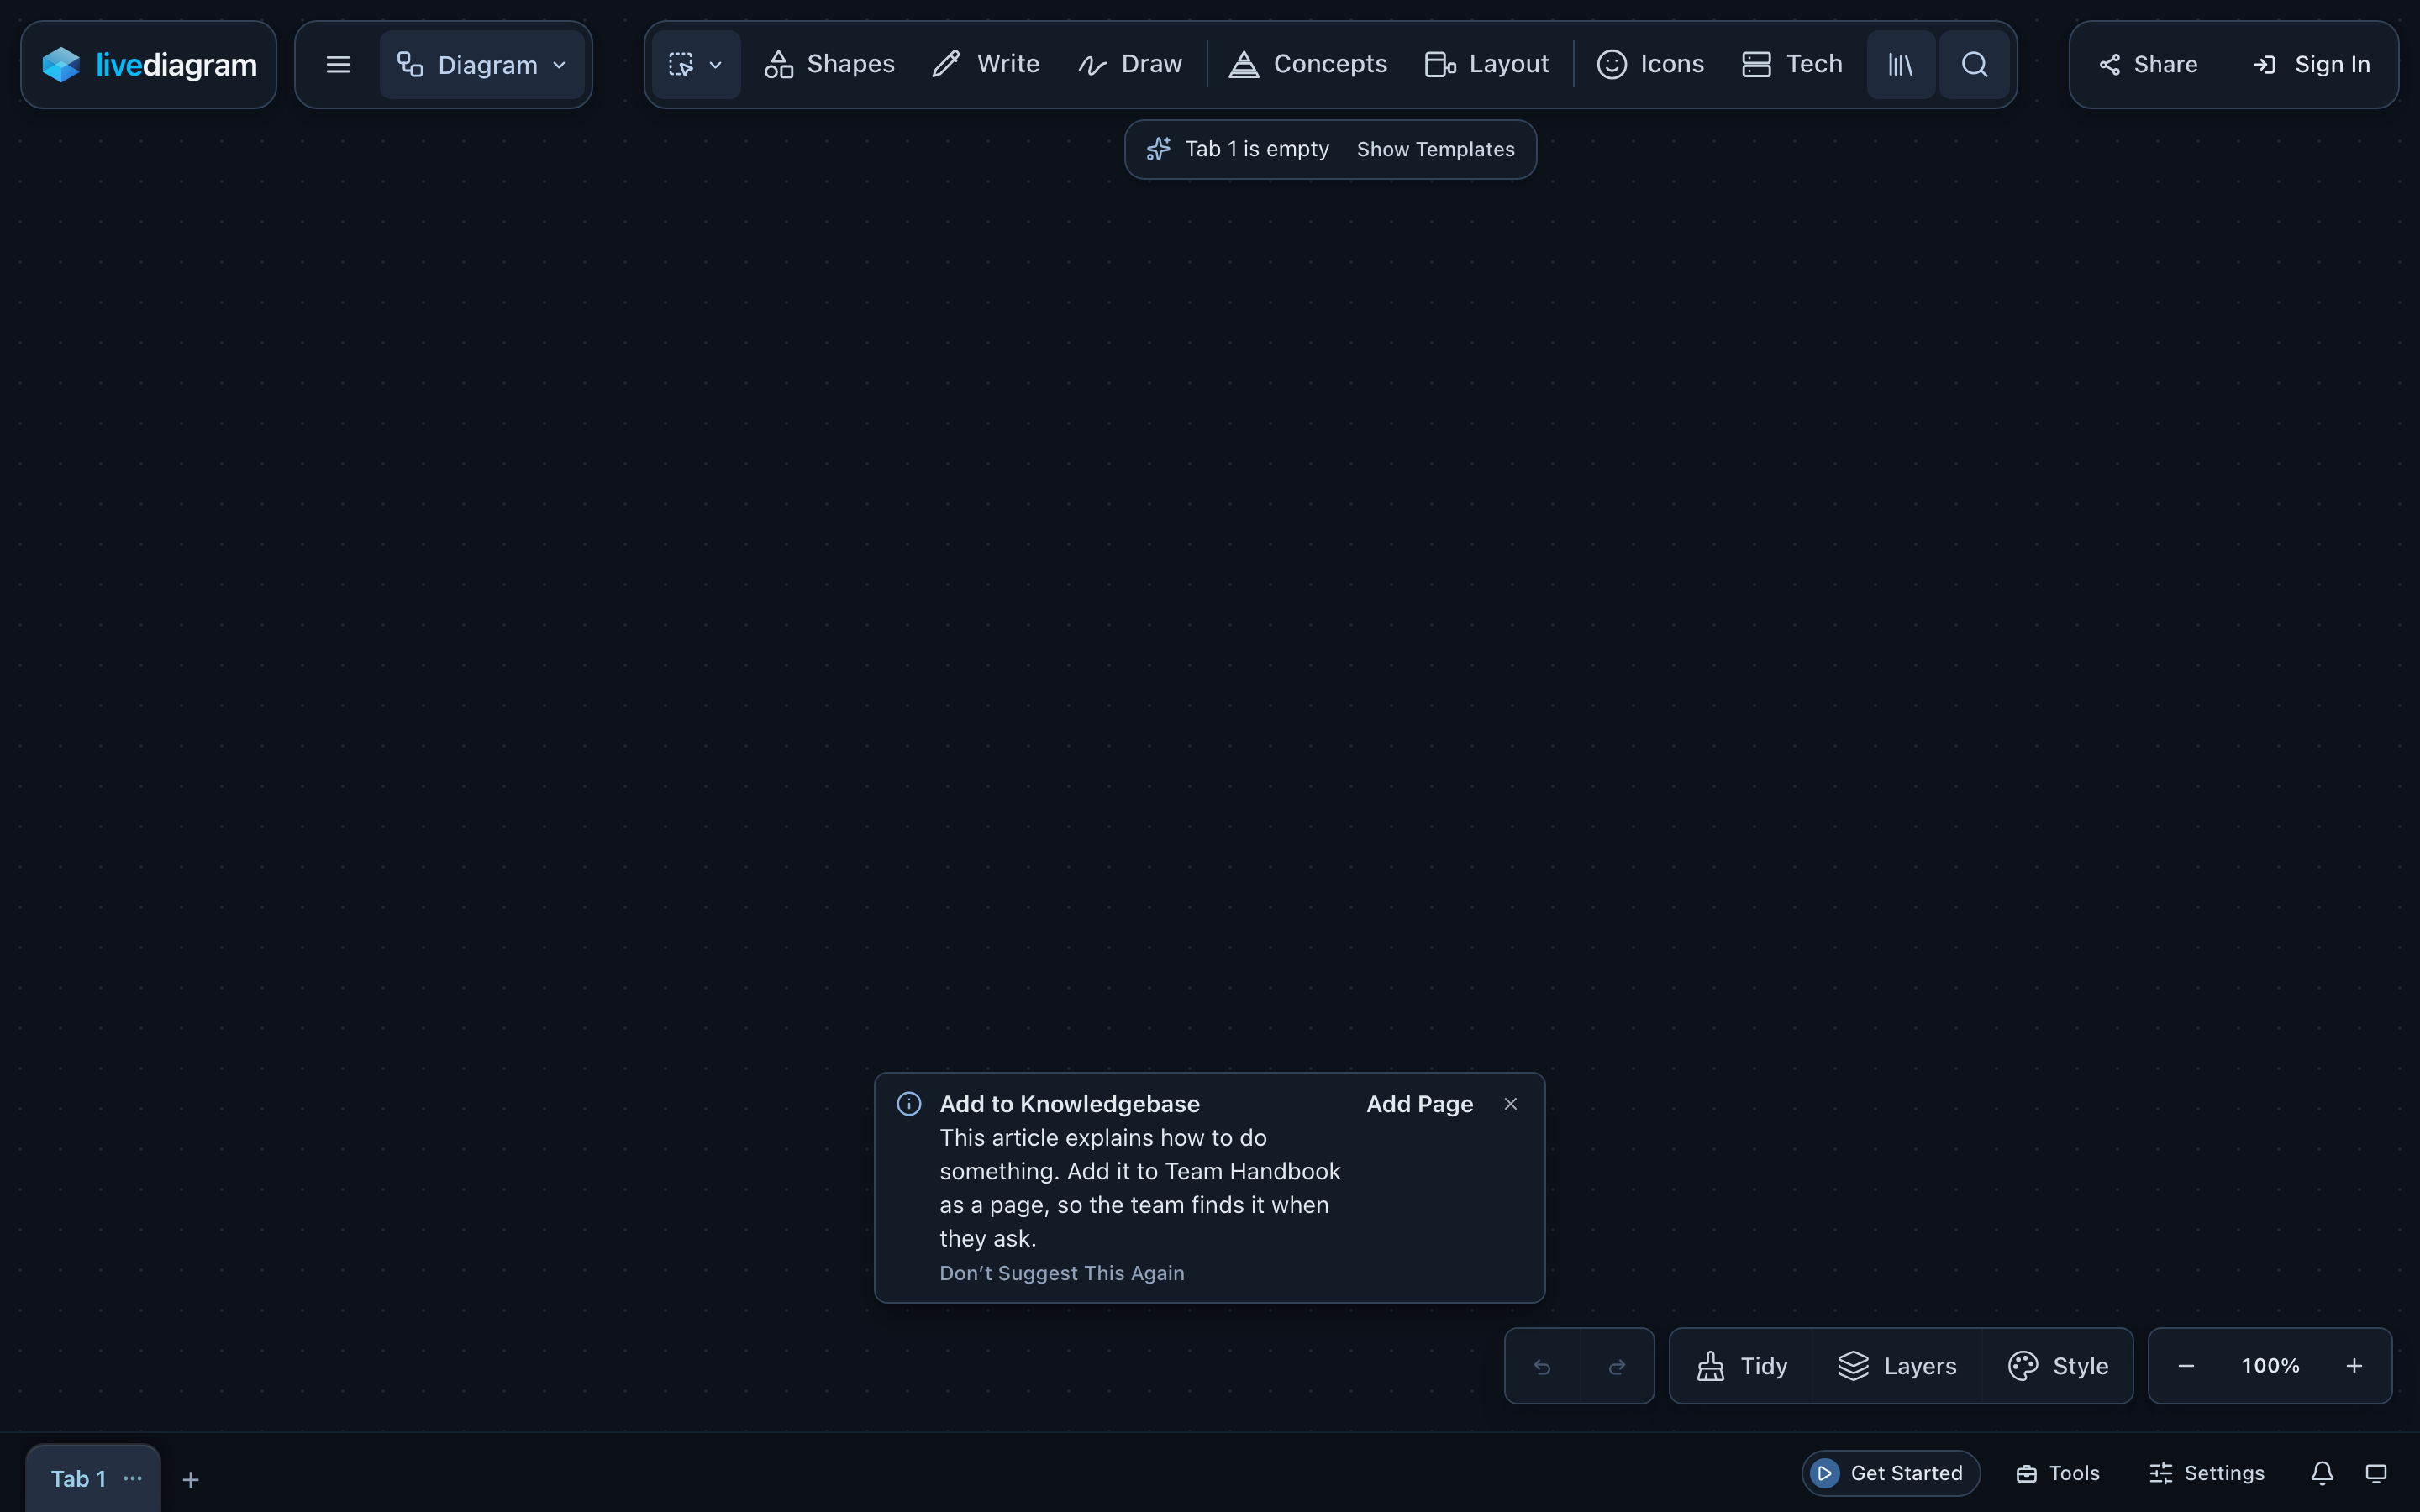 livediagram
Diagram
Shapes
Write
Draw
Concepts
Layout
Icons
Tech
Share
Sign In
Tab 1 is empty
Show Templates
Add to Knowledgebase
Add Page
This article explains how to do
something. Add it to Team Handbook
as a page, so the team finds it when
they ask.
Don’t Suggest This Again
Tidy
Layers
Style
100%
Tab 1
Get Started
Tools
Settings